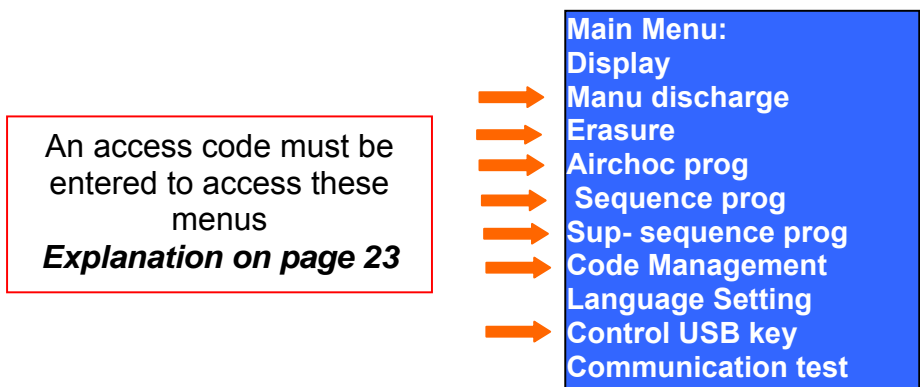 An access code must be
entered to access these
menus
Explanation on page 23
Main Menu:
Display
Manu discharge
Erasure
Airchoc prog
Sequence prog
Sup- sequence prog
Code Management
Language Setting
Control USB key
Communication test